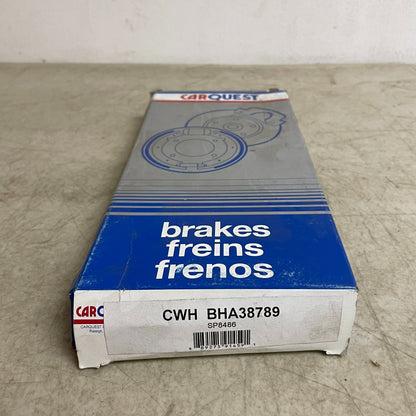 CARQUEST
brakes
freins
frenos
CARQUEST
CWH BHA38789
SP8486